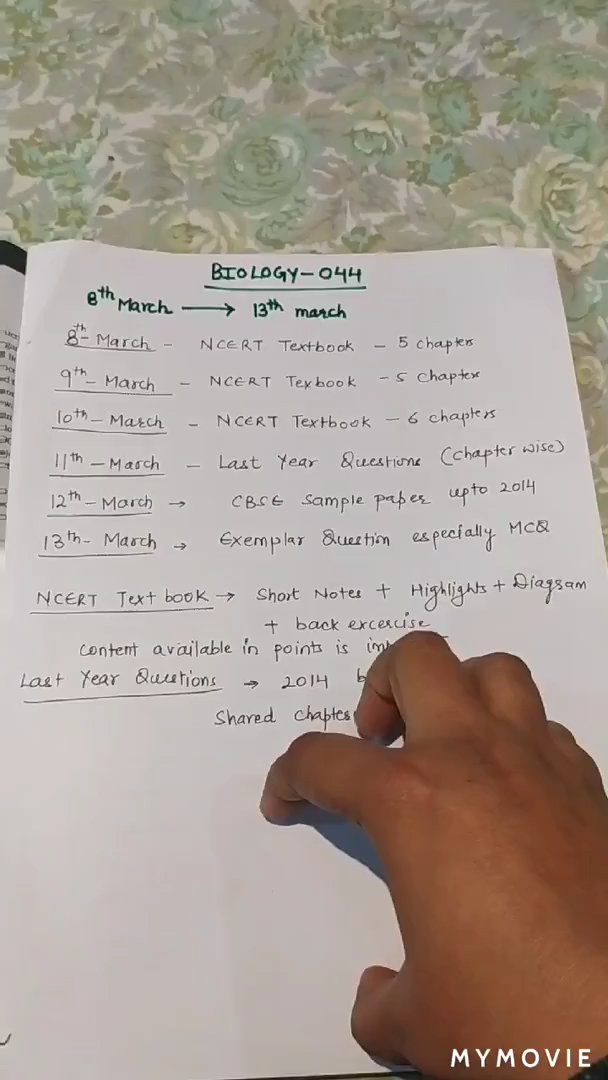 BIOLOGY-044
8th March → 13th march
8th-March - NCERT Textbook - 5 chapters
9th-March - NCERT Texbook - 5 Chapters
10th-March - NCERT Textbook - 6 chapters
11th-March - Last Year Questions (chapter wise)
12th-March → CBSE Sample paper upto 2014
13th-March → Exemplar Question especially MCQ
NCERT Text book → Short Notes + Highlights + Diagram
+ back excercise
content available in points is
Last Year Questions → 2014
Shared
MYMOVIE